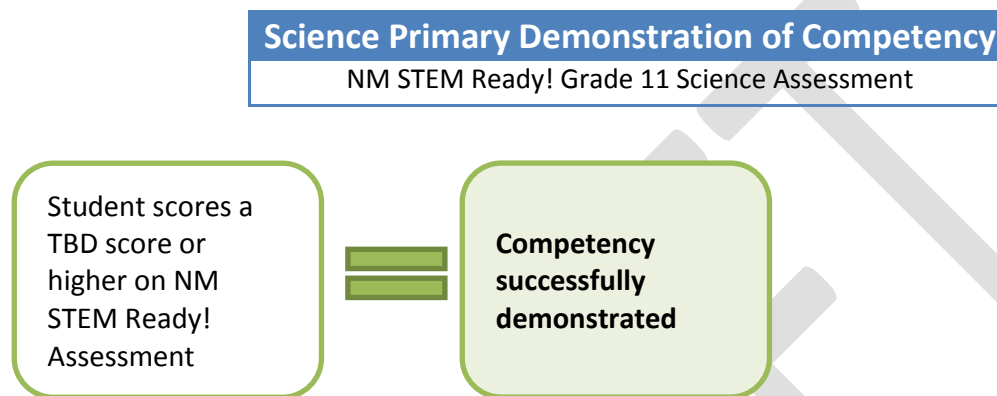 Science Primary Demonstration of Competency
NM STEM Ready! Grade 11 Science Assessment
Student scores a
TBD score or
higher on NM
STEM Ready!
Assessment
Competency
successfully
demonstrated